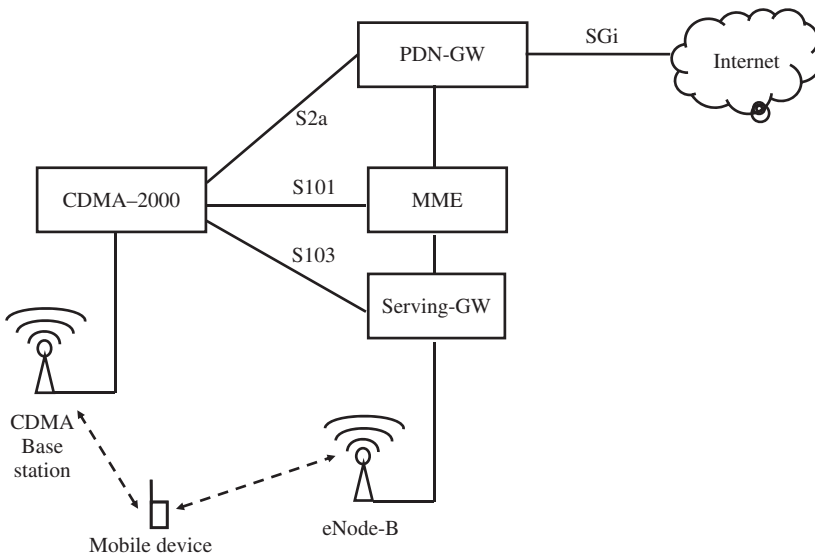 SGi
PDN-GW
Internet
S2a
CDMA–2000
S101
MME
S103
Serving-GW
CDMA
Base
station
eNode-B
Mobile device